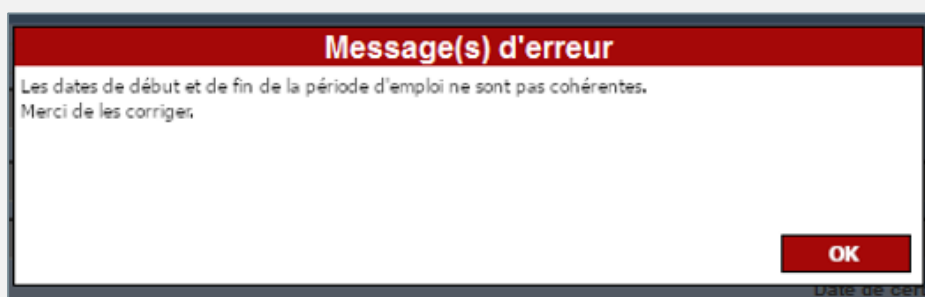 Message(s) d'erreur
Les dates de début et de fin de la période d'emploi ne sont pas cohérentes.
Merci de les corriger.
OK
Date de cer